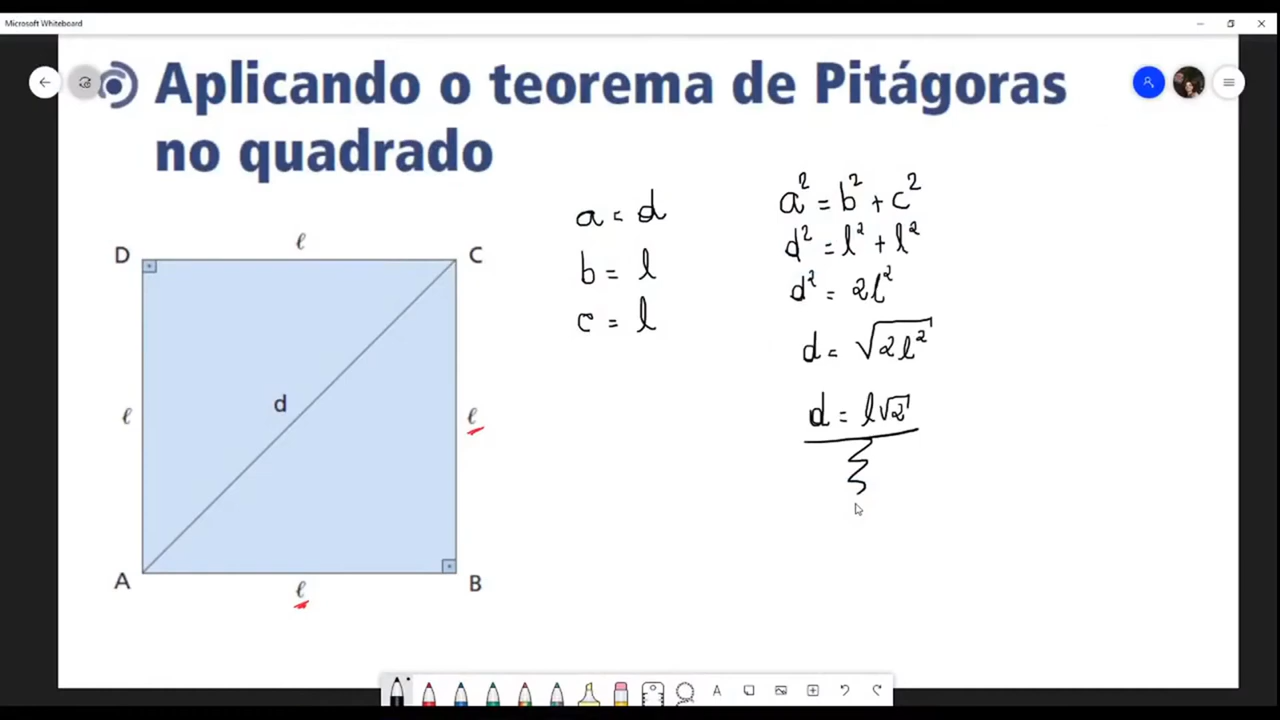 Microsoft Whiteboard
Aplicando o teorema de Pitágoras
no quadrado
a = d
b = l
c = l
a² = b² + c²
d² = l² + l²
d² = 2l²
d = √2l²
d = l√2
D
ℓ
C
ℓ
d
ℓ
A
ℓ
B
A